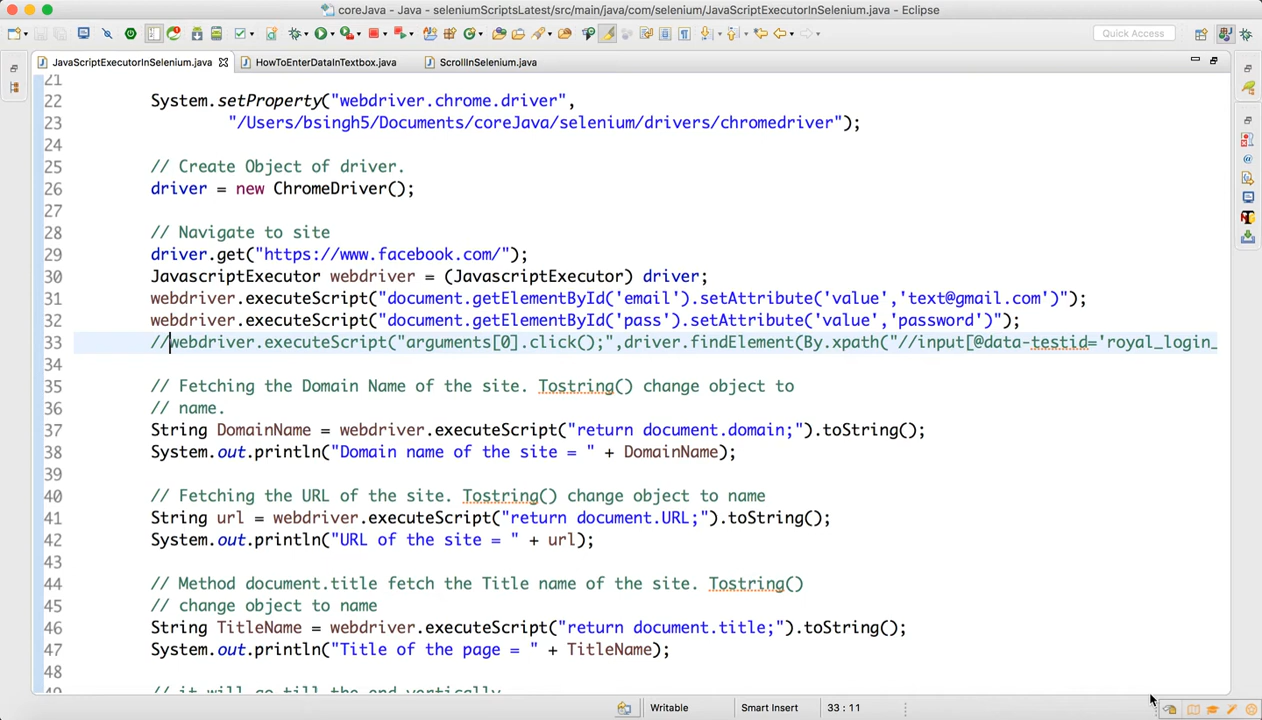 coreJava - Java - seleniumScriptsLatest/src/main/java/com/selenium/JavaScriptExecutorInSelenium.java - Eclipse
Quick Access
JavaScriptExecutorInSelenium.java
HowToEnterDataInTextbox.java
ScrollInSelenium.java
21
22 System.setProperty("webdriver.chrome.driver",
23 "/Users/bsingh5/Documents/coreJava/selenium/drivers/chromedriver");
24
25 // Create Object of driver.
26 driver = new ChromeDriver();
27
28 // Navigate to site
29 driver.get("https://www.facebook.com/");
30 JavascriptExecutor webdriver = (JavascriptExecutor) driver;
31 webdriver.executeScript("document.getElementById('email').setAttribute('value','text@gmail.com')");
32 webdriver.executeScript("document.getElementById('pass').setAttribute('value','password')");
33 //webdriver.executeScript("arguments[0].click();",driver.findElement(By.xpath("//input[@data-testid='royal_login_
34
35 // Fetching the Domain Name of the site. Tostring() change object to
36 // name.
37 String DomainName = webdriver.executeScript("return document.domain;").toString();
38 System.out.println("Domain name of the site = " + DomainName);
39
40 // Fetching the URL of the site. Tostring() change object to name
41 String url = webdriver.executeScript("return document.URL;").toString();
42 System.out.println("URL of the site = " + url);
43
44 // Method document.title fetch the Title name of the site. Tostring()
45 // change object to name
46 String TitleName = webdriver.executeScript("return document.title;").toString();
47 System.out.println("Title of the page = " + TitleName);
48
49 // it will go till the end vertically
Writable
Smart Insert
33 : 11